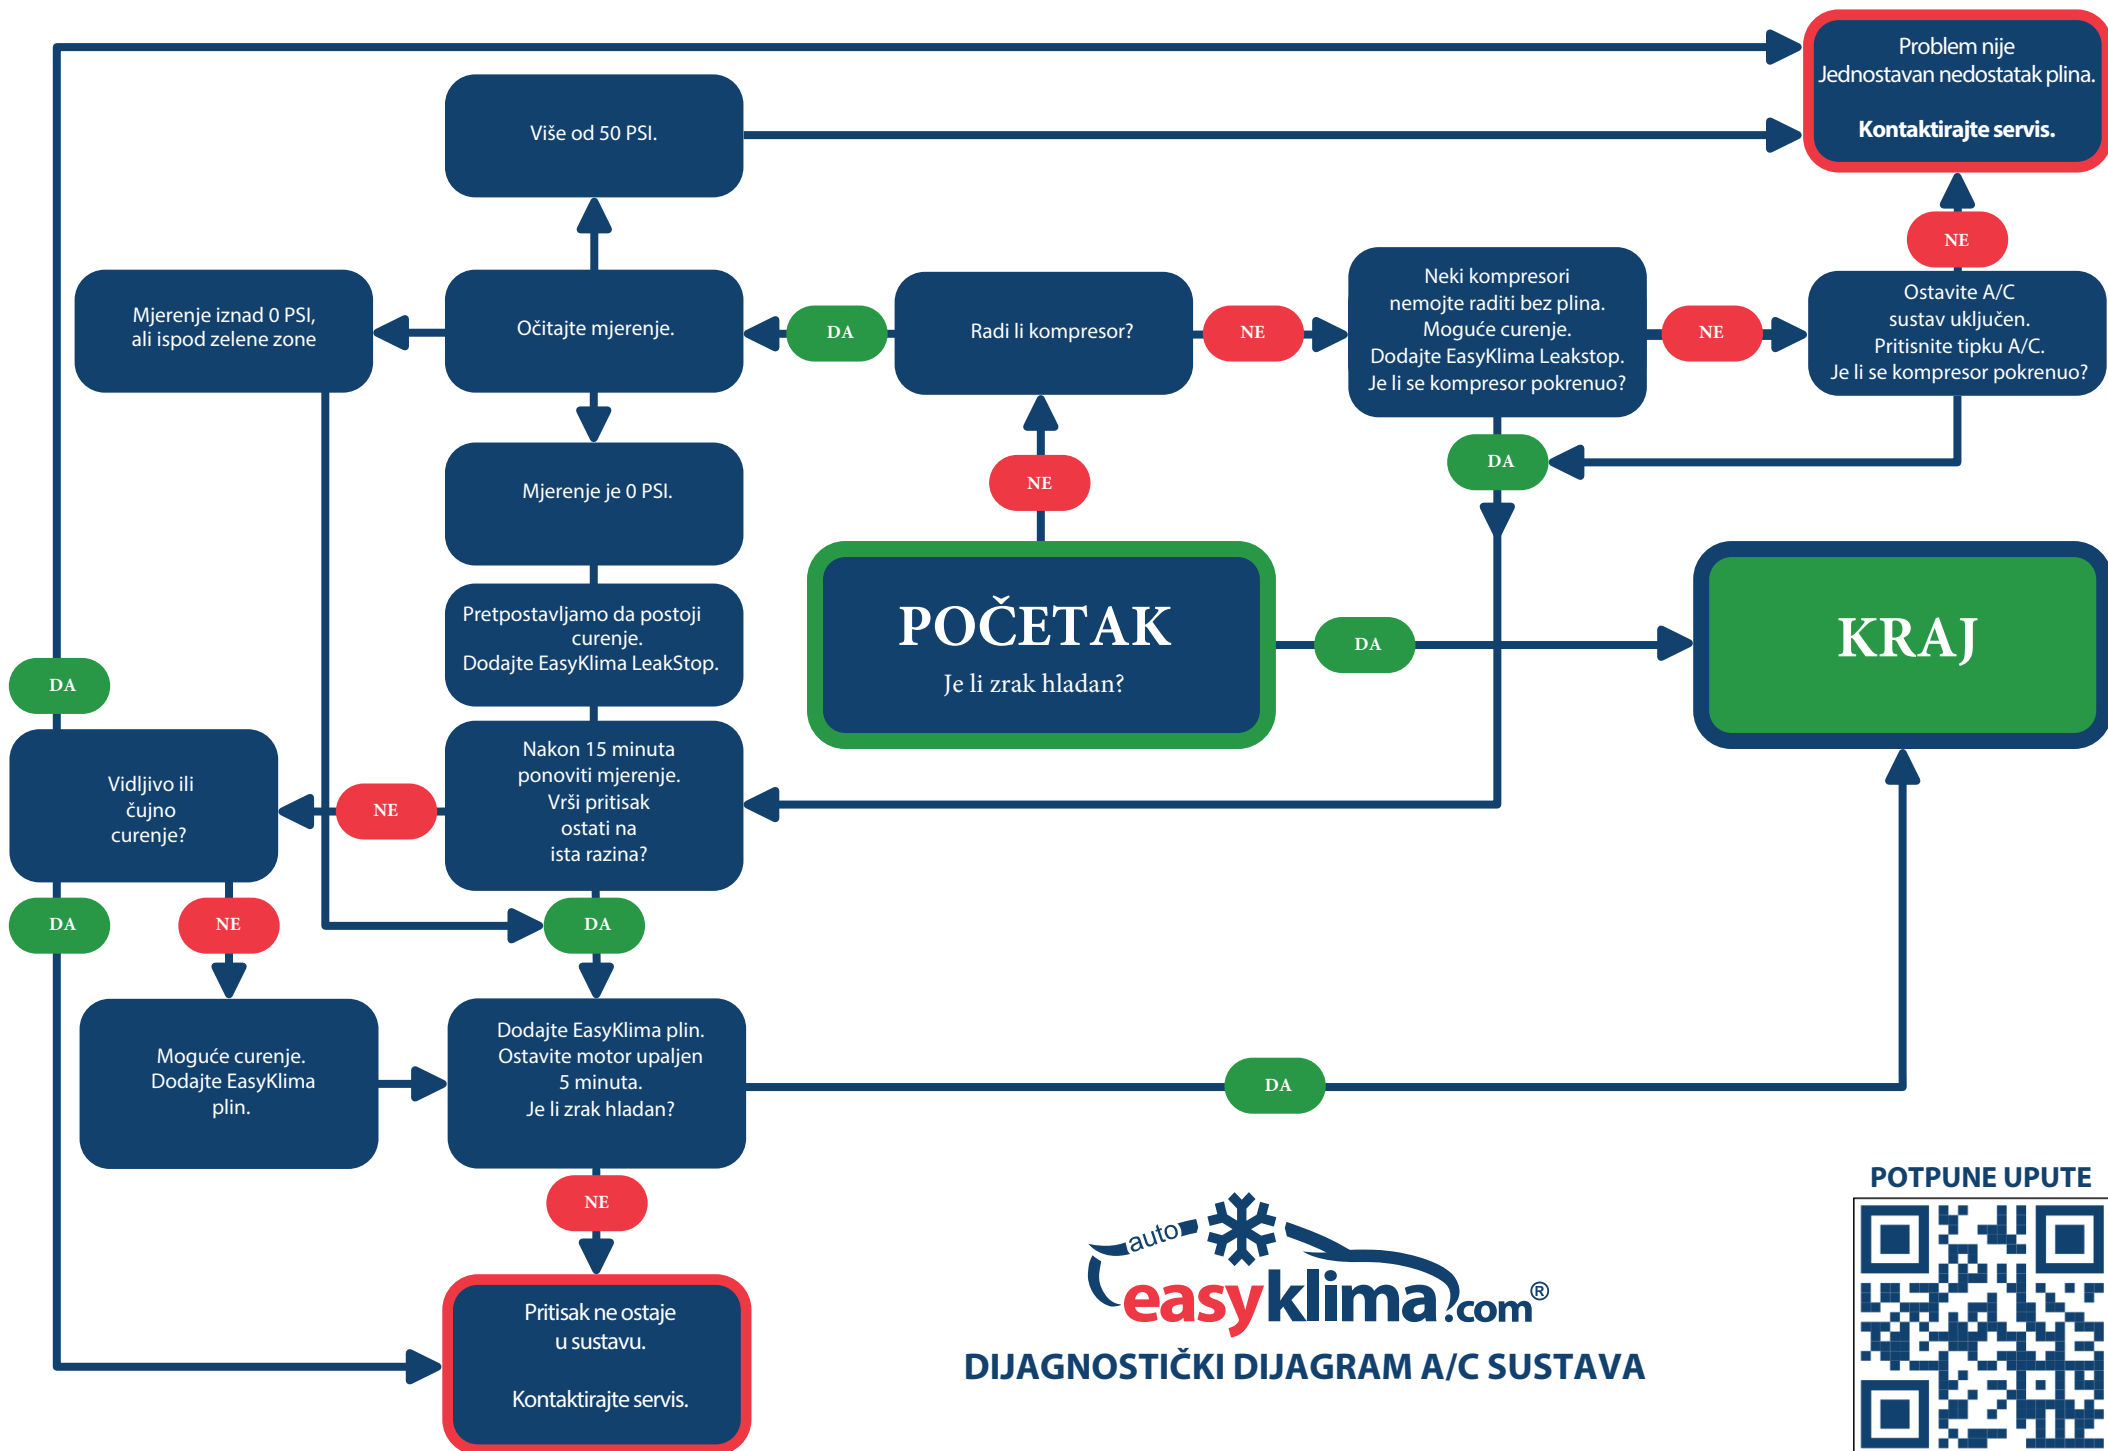 Problem nije
Jednostavan nedostatak plina.
Kontaktirajte servis.
Više od 50 PSI.
NE
Mjerenje iznad 0 PSI,
ali ispod zelene zone
Očitajte mjerenje.
DA
Radi li kompresor?
NE
Neki kompresori
nemojte raditi bez plina.
Moguće curenje.
Dodajte EasyKlima Leakstop.
Je li se kompresor pokrenuo?
NE
Ostavite A/C
sustav uključen.
Pritisnite tipku A/C.
Je li se kompresor pokrenuo?
Mjerenje je 0 PSI.
NE
DA
Pretpostavljamo da postoji
curenje.
Dodajte EasyKlima LeakStop.
POČETAK
Je li zrak hladan?
DA
KRAJ
DA
Vidljivo ili
čujno
curenje?
NE
Nakon 15 minuta
ponoviti mjerenje.
Vrši pritisak
ostati na
ista razina?
DA
NE
DA
Moguće curenje.
Dodajte EasyKlima
plin.
Dodajte EasyKlima plin.
Ostavite motor upaljen
5 minuta.
Je li zrak hladan?
DA
NE
Pritisak ne ostaje
u sustavu.
Kontaktirajte servis.
auto
easyklima.com®
DIJAGNOSTIČKI DIJAGRAM A/C SUSTAVA
POTPUNE UPUTE